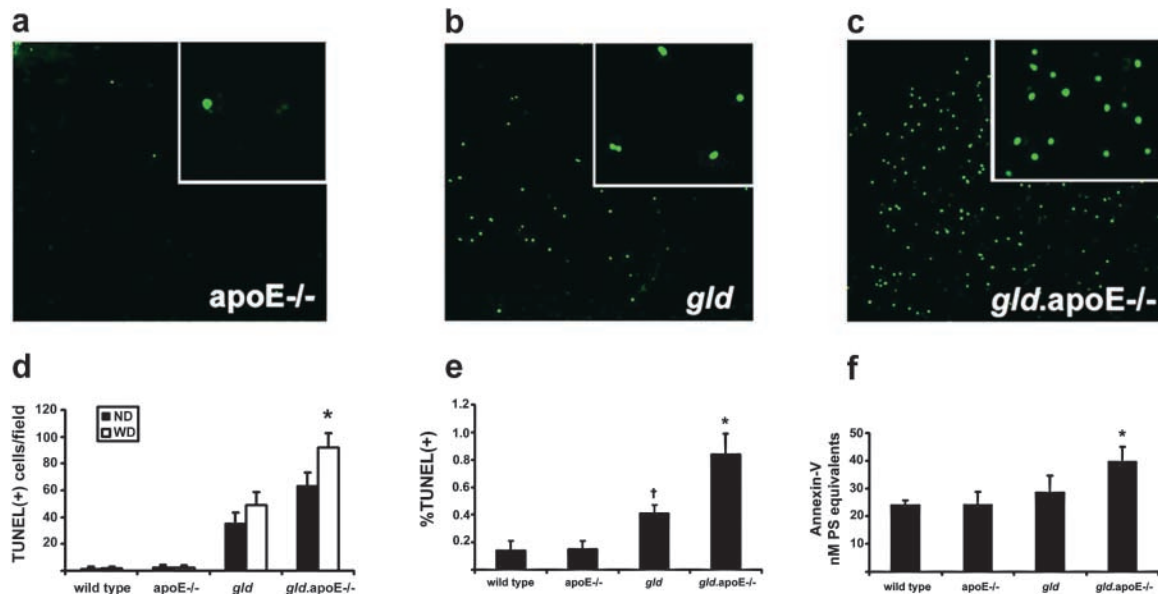 a
b
c
apoE-/-
gld
gld.apoE-/-
d
e
f
TUNEL(+) cells/field
120
100
80
60
40
20
0
ND
WD
*
wild type
apoE-/-
gld
gld.apoE-/-
%TUNEL(+)
1.2
1.0
0.8
0.6
0.4
0.2
†
*
wild type
apoE-/-
gld
gld.apoE-/-
Annexin-V
nM PS equivalents
50
40
30
20
10
*
wild type
apoE-/-
gld
gld.apoE-/-